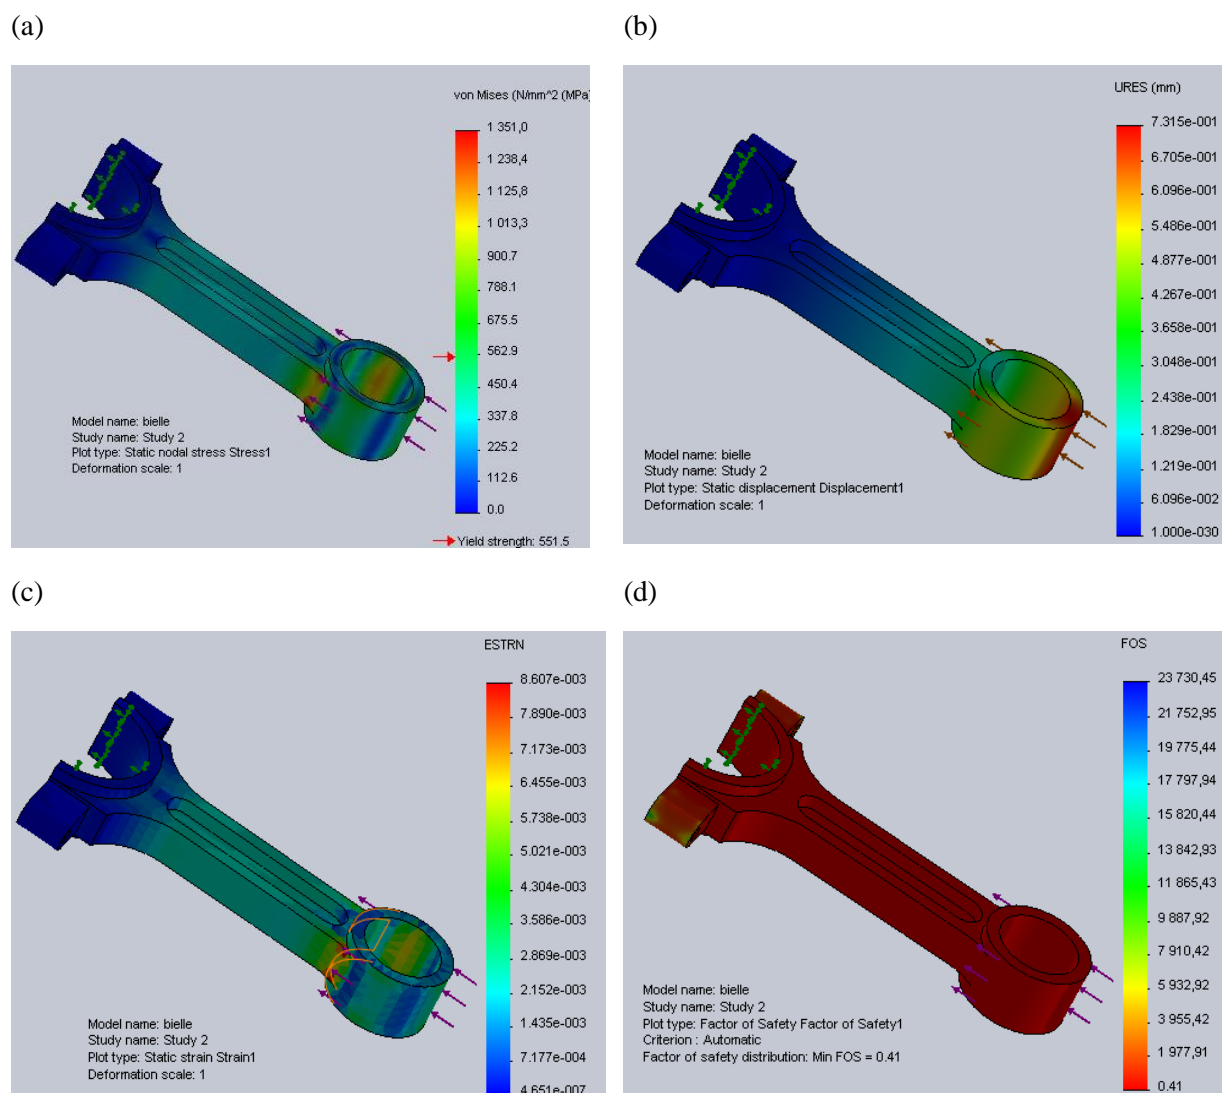 (a)
von Mises (N/mm^2 (MPa)
1 351,0
1 238,4
1 125,8
1 013,3
900.7
788.1
675.5
562.9
450.4
337.8
225.2
112.6
0.0
Yield strength: 551.5
Model name: bielle
Study name: Study 2
Plot type: Static nodal stress Stress1
Deformation scale: 1
(b)
URES (mm)
7.315e-001
6.705e-001
6.096e-001
5.486e-001
4.877e-001
4.267e-001
3.658e-001
3.048e-001
2.438e-001
1.829e-001
1.219e-001
6.096e-002
1.000e-030
Model name: bielle
Study name: Study 2
Plot type: Static displacement Displacement1
Deformation scale: 1
(c)
ESTRN
8.607e-003
7.890e-003
7.173e-003
6.455e-003
5.738e-003
5.021e-003
4.304e-003
3.586e-003
2.869e-003
2.152e-003
1.435e-003
7.177e-004
4.651e-007
Model name: bielle
Study name: Study 2
Plot type: Static strain Strain1
Deformation scale: 1
(d)
FOS
23 730,45
21 752,95
19 775,44
17 797,94
15 820,44
13 842,93
11 865,43
9 887,92
7 910,42
5 932,92
3 955,42
1 977,91
0.41
Model name: bielle
Study name: Study 2
Plot type: Factor of Safety Factor of Safety1
Criterion : Automatic
Factor of safety distribution: Min FOS = 0.41